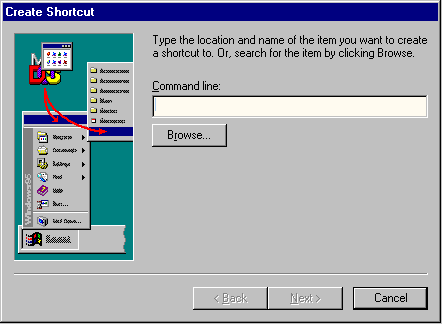 Create Shortcut
Type the location and name of the item you want to create
a shortcut to. Or, search for the item by clicking Browse.
Command line:
Browse...
Windows95
< Back
Next >
Cancel